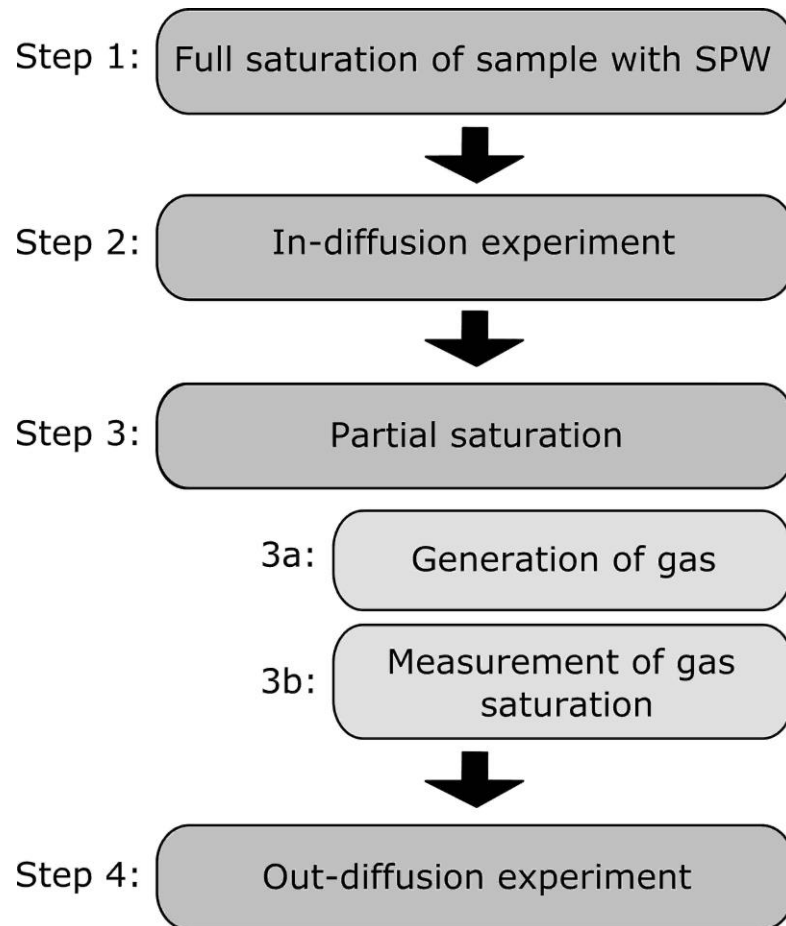 Step 1: Full saturation of sample with SPW
Step 2: In-diffusion experiment
Step 3: Partial saturation
3a: Generation of gas
3b: Measurement of gas
saturation
Step 4: Out-diffusion experiment